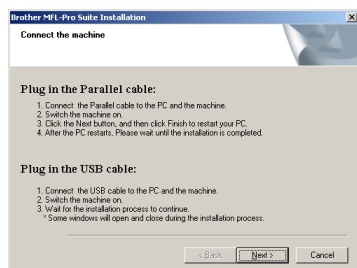 Brother MFL-Pro Suite Installation
Connect the machine
Plug in the Parallel cable:
1. Connect the Parallel cable to the PC and the machine.
2. Switch the machine on.
3. Click the Next button, and then click Finish to restart your PC.
4. After the PC restarts, Please wait until the installation is completed.
Plug in the USB cable:
1. Connect the USB cable to the PC and the machine.
2. Switch the machine on.
3. Wait for the installation process to continue.
* Some windows will open and close during the installation process.
< Back Next > Cancel